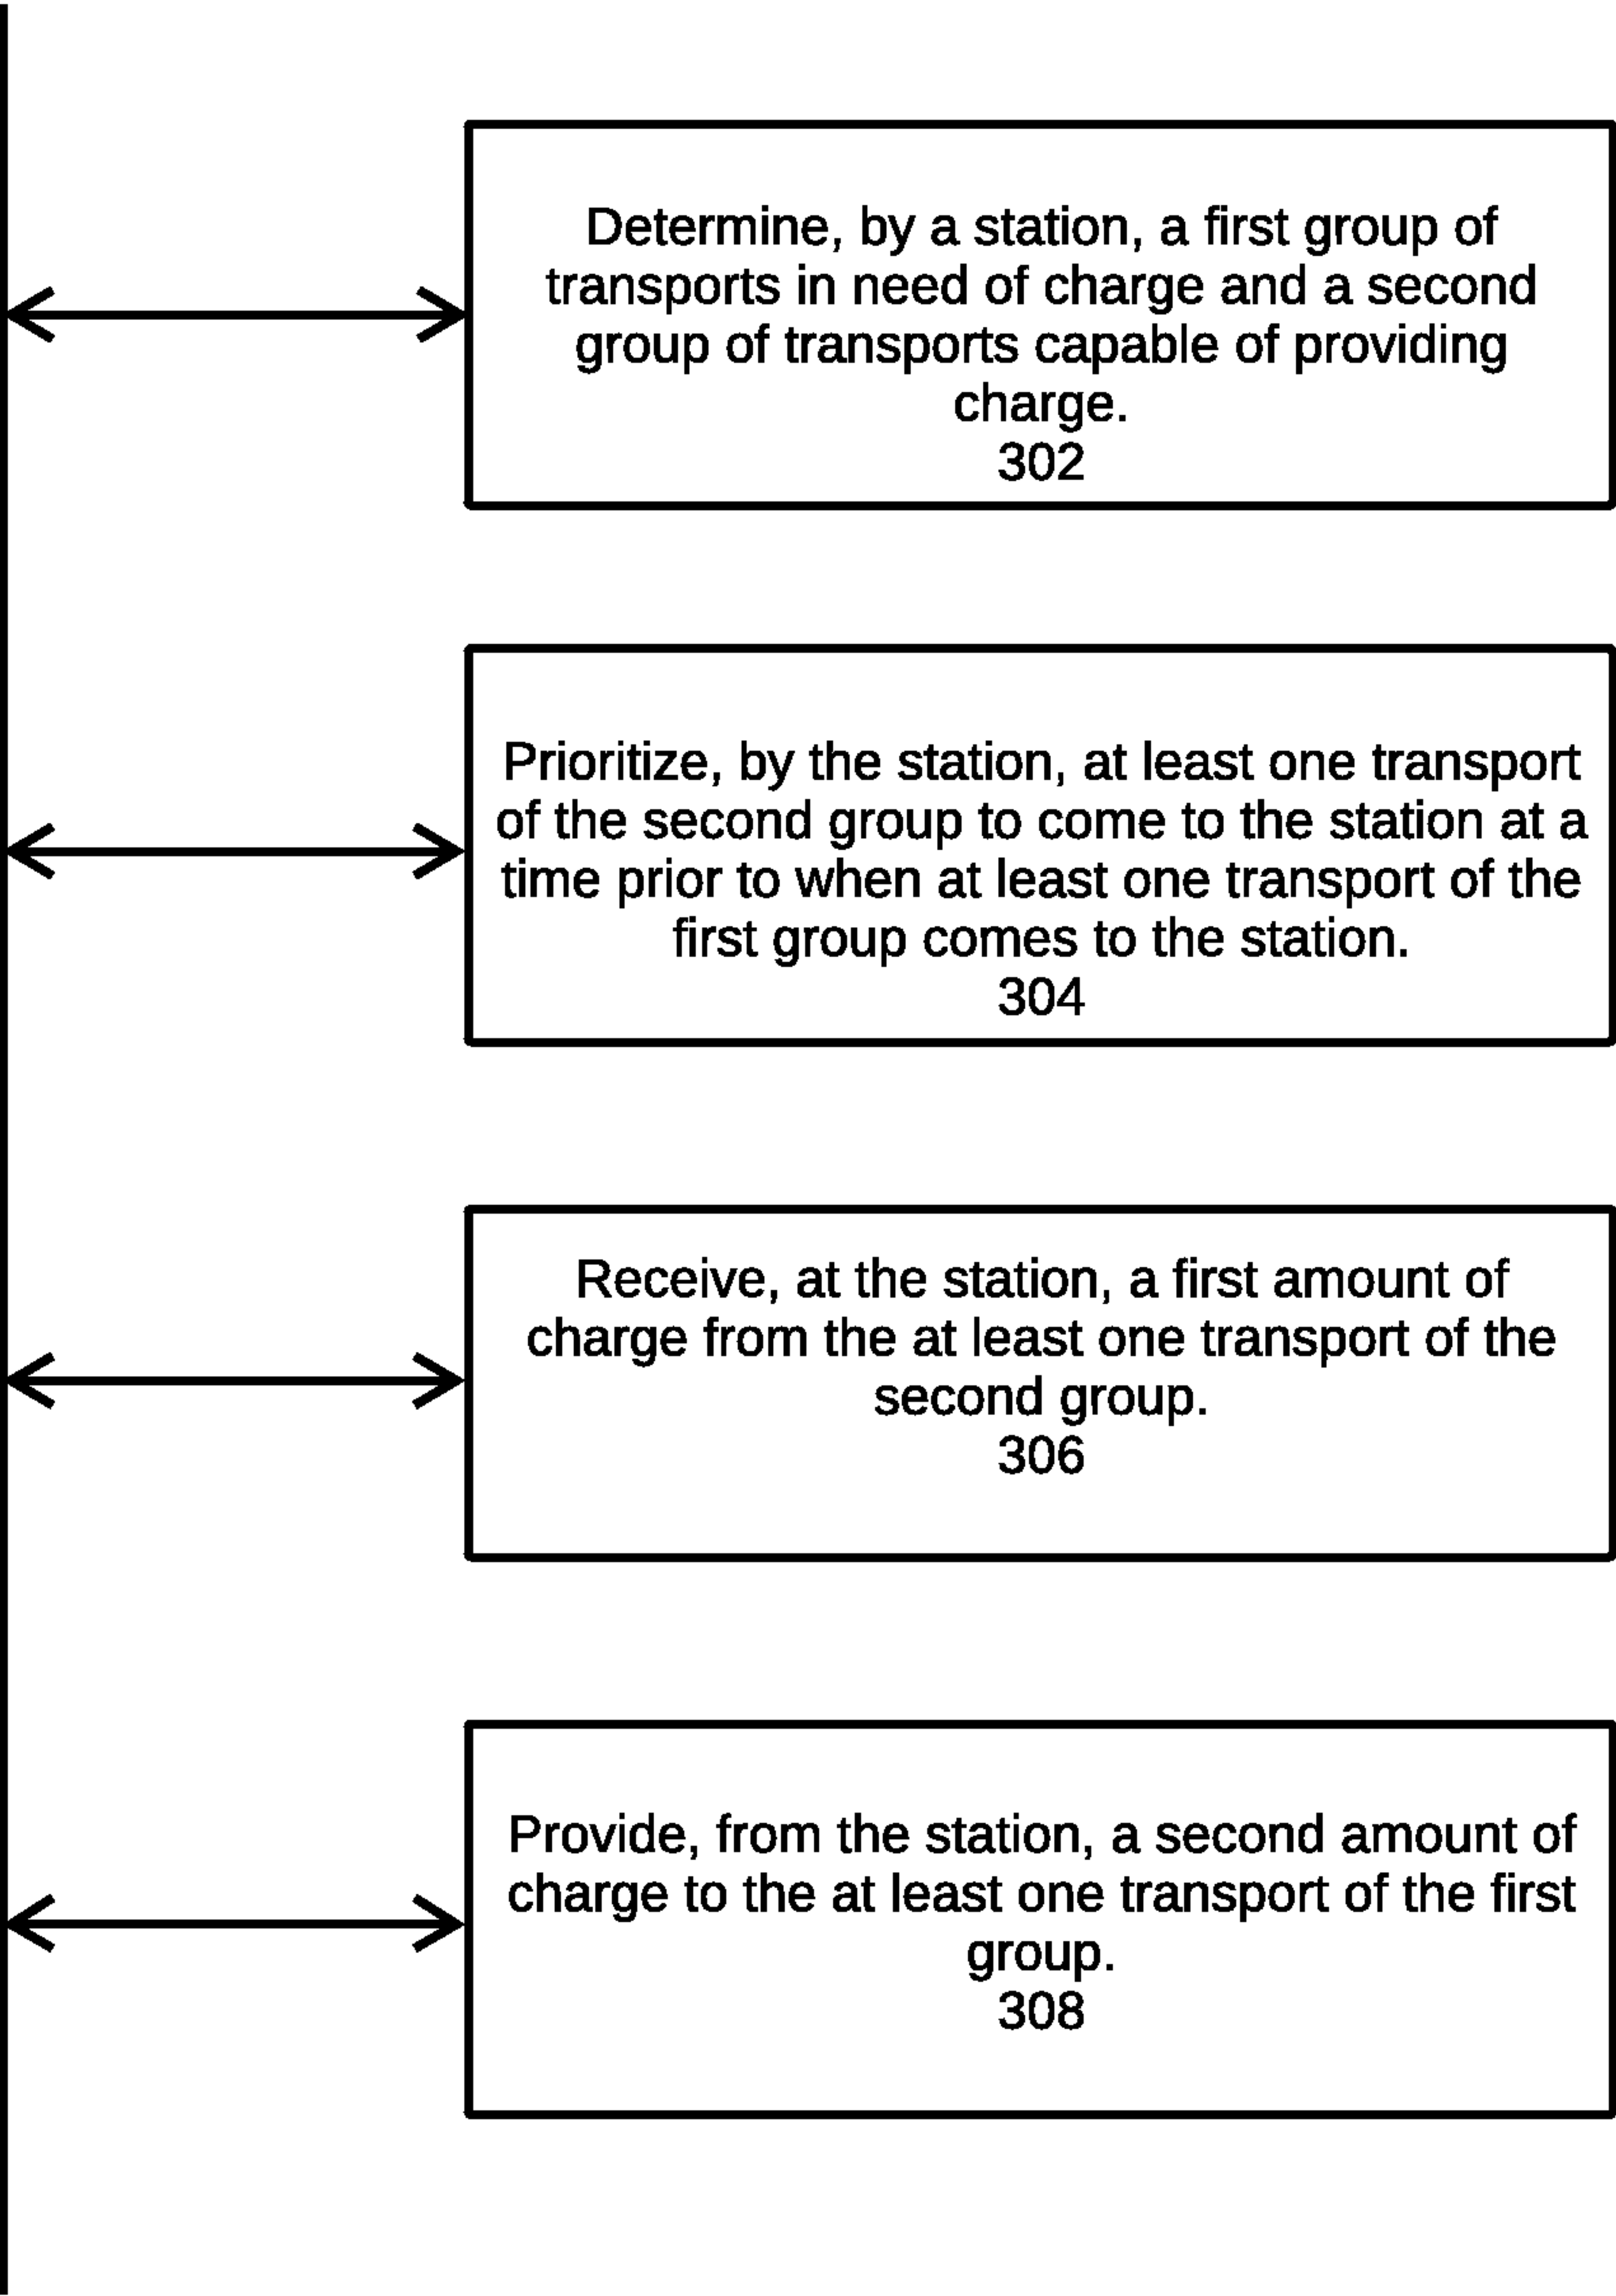 Determine, by a station, a first group of
transports in need of charge and a second
group of transports capable of providing
charge.
302
Prioritize, by the station, at least one transport
of the second group to come to the station at a
time prior to when at least one transport of the
first group comes to the station.
304
Receive, at the station, a first amount of
charge from the at least one transport of the
second group.
306
Provide, from the station, a second amount of
charge to the at least one transport of the first
group.
308